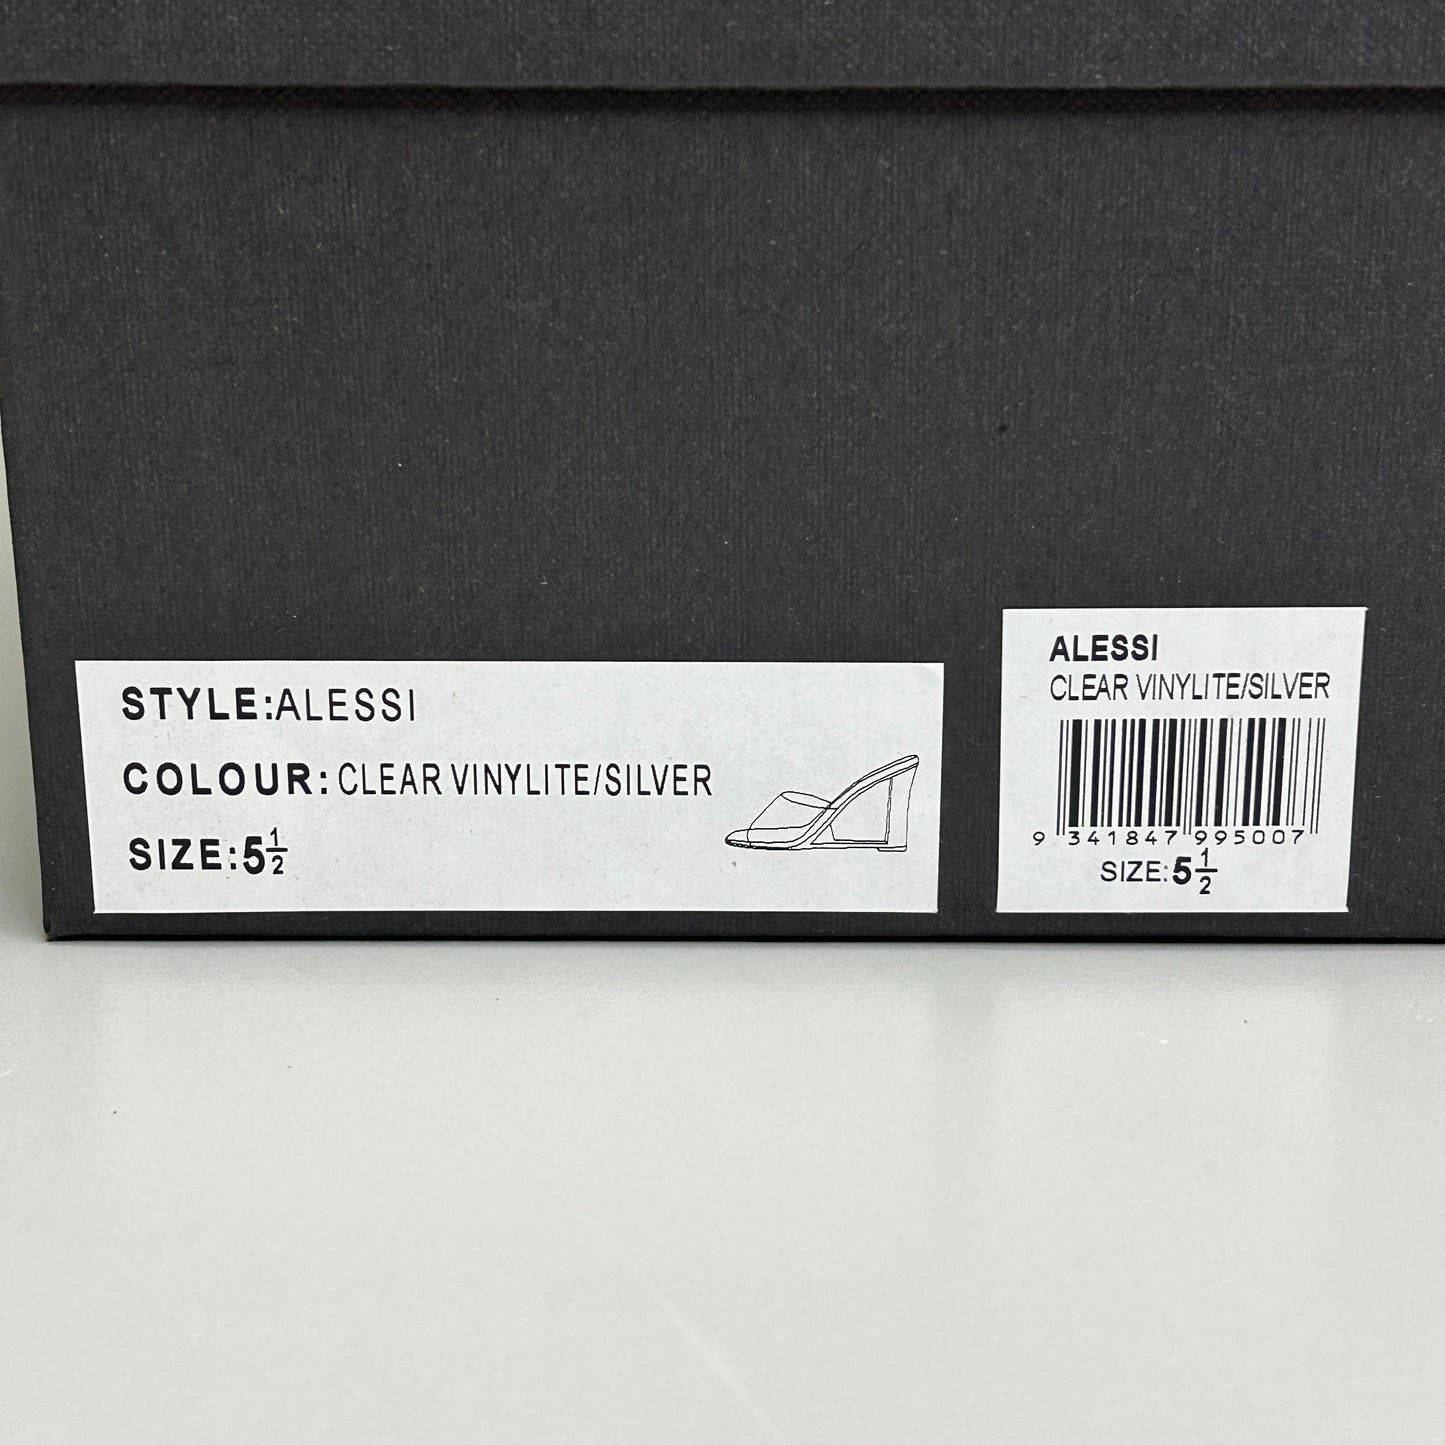 STYLE:ALESSI
COLOUR: CLEAR VINYLITE/SILVER
SIZE:5½
ALESSI
CLEAR VINYLITE/SILVER
9 341847 995007
SIZE:5½